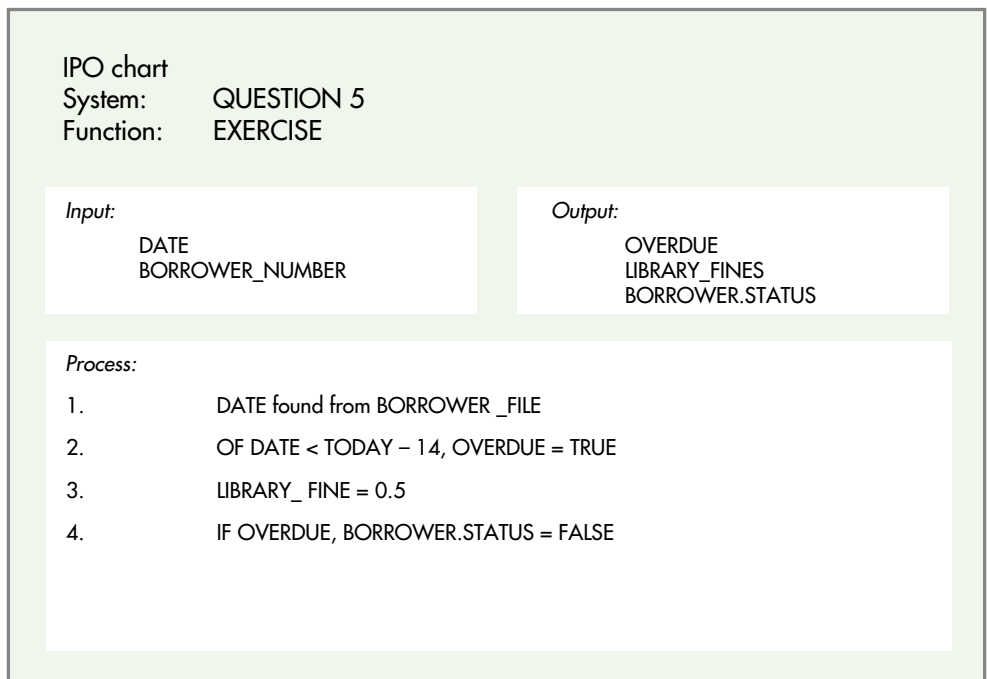 IPO chart
System: QUESTION 5
Function: EXERCISE
Input:
DATE
BORROWER_NUMBER
Output:
OVERDUE
LIBRARY_FINES
BORROWER.STATUS
Process:
1. DATE found from BORROWER _FILE
2. OF DATE < TODAY – 14, OVERDUE = TRUE
3. LIBRARY_ FINE = 0.5
4. IF OVERDUE, BORROWER.STATUS = FALSE